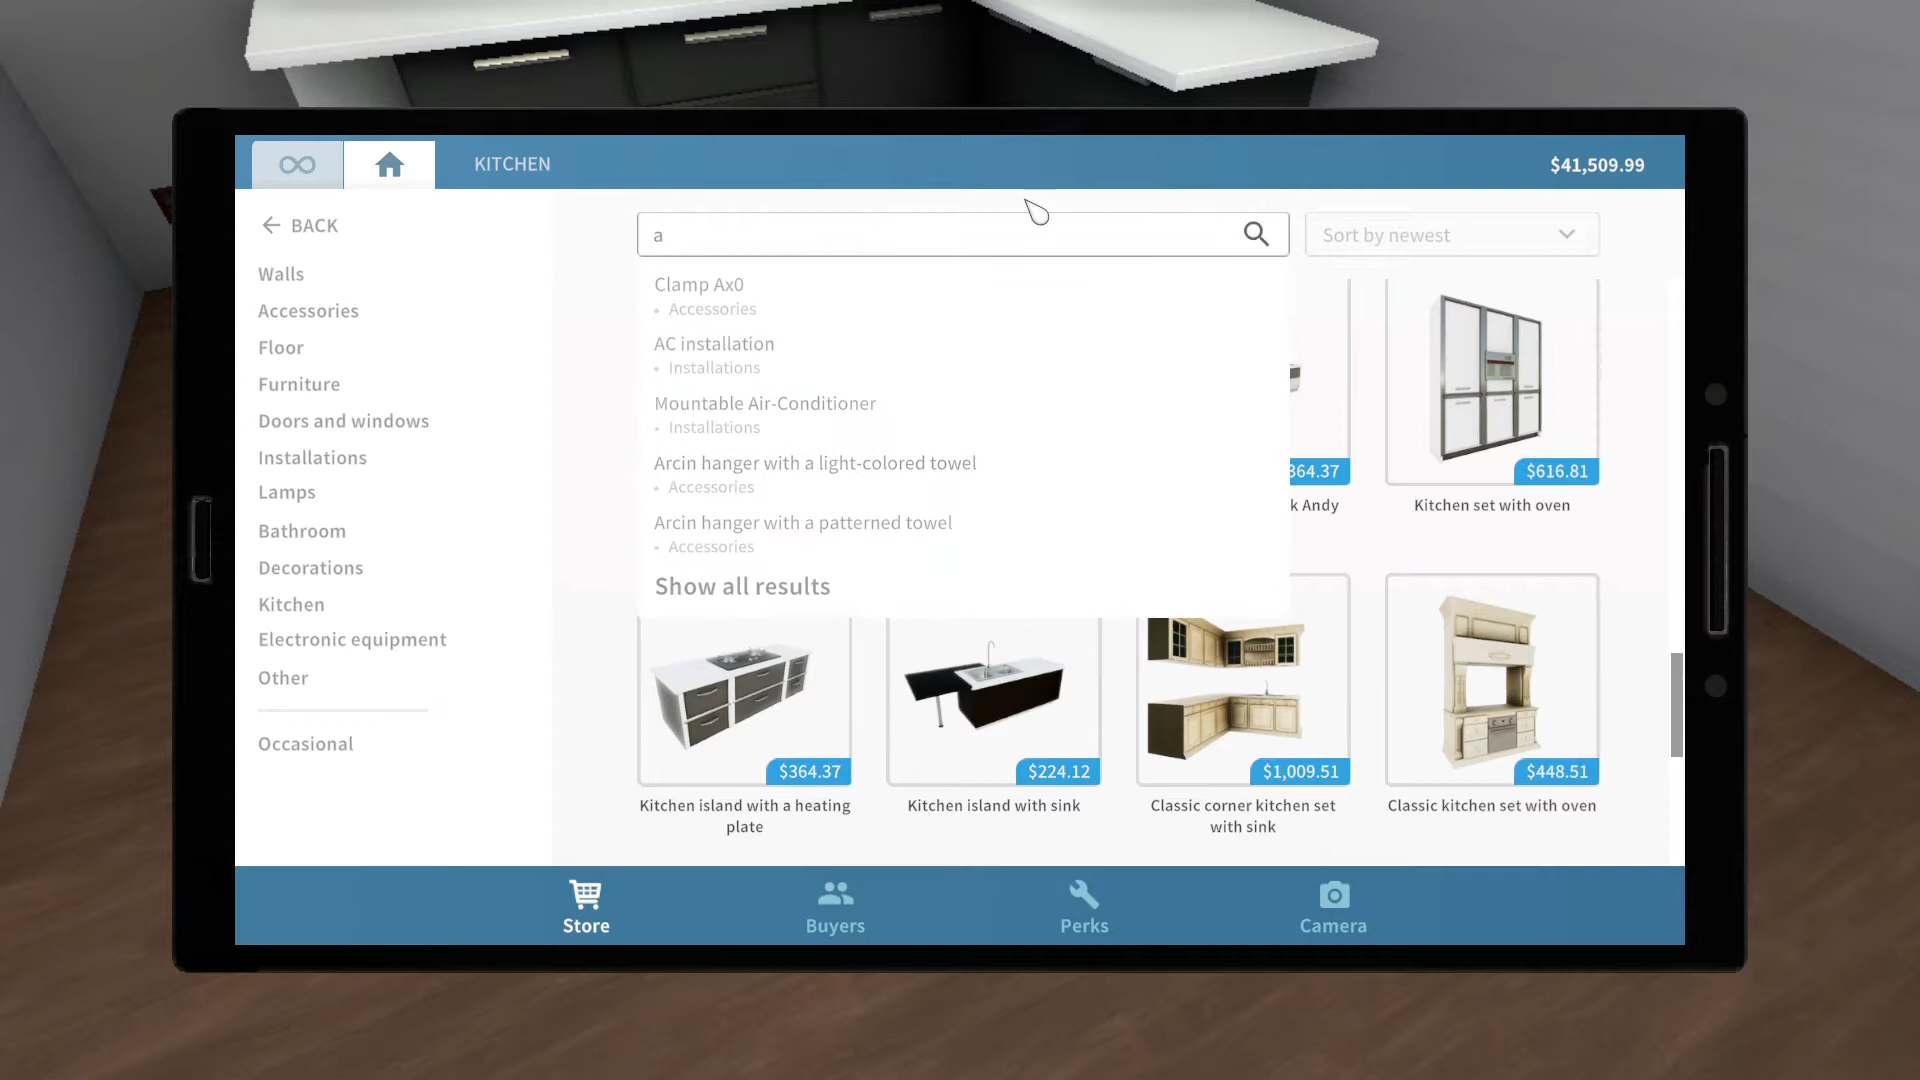 KITCHEN
$41,509.99
BACK
Walls
Accessories
Floor
Furniture
Doors and windows
Installations
Lamps
Bathroom
Decorations
Kitchen
Electronic equipment
Other
Occasional
a
Sort by newest
Clamp Ax0
• Accessories
AC installation
• Installations
Mountable Air-Conditioner
• Installations
Arcin hanger with a light-colored towel
• Accessories
Arcin hanger with a patterned towel
• Accessories
Show all results
364.37
k Andy
$616.81
Kitchen set with oven
$364.37
Kitchen island with a heating
plate
$224.12
Kitchen island with sink
$1,009.51
Classic corner kitchen set
with sink
$448.51
Classic kitchen set with oven
Store
Buyers
Perks
Camera